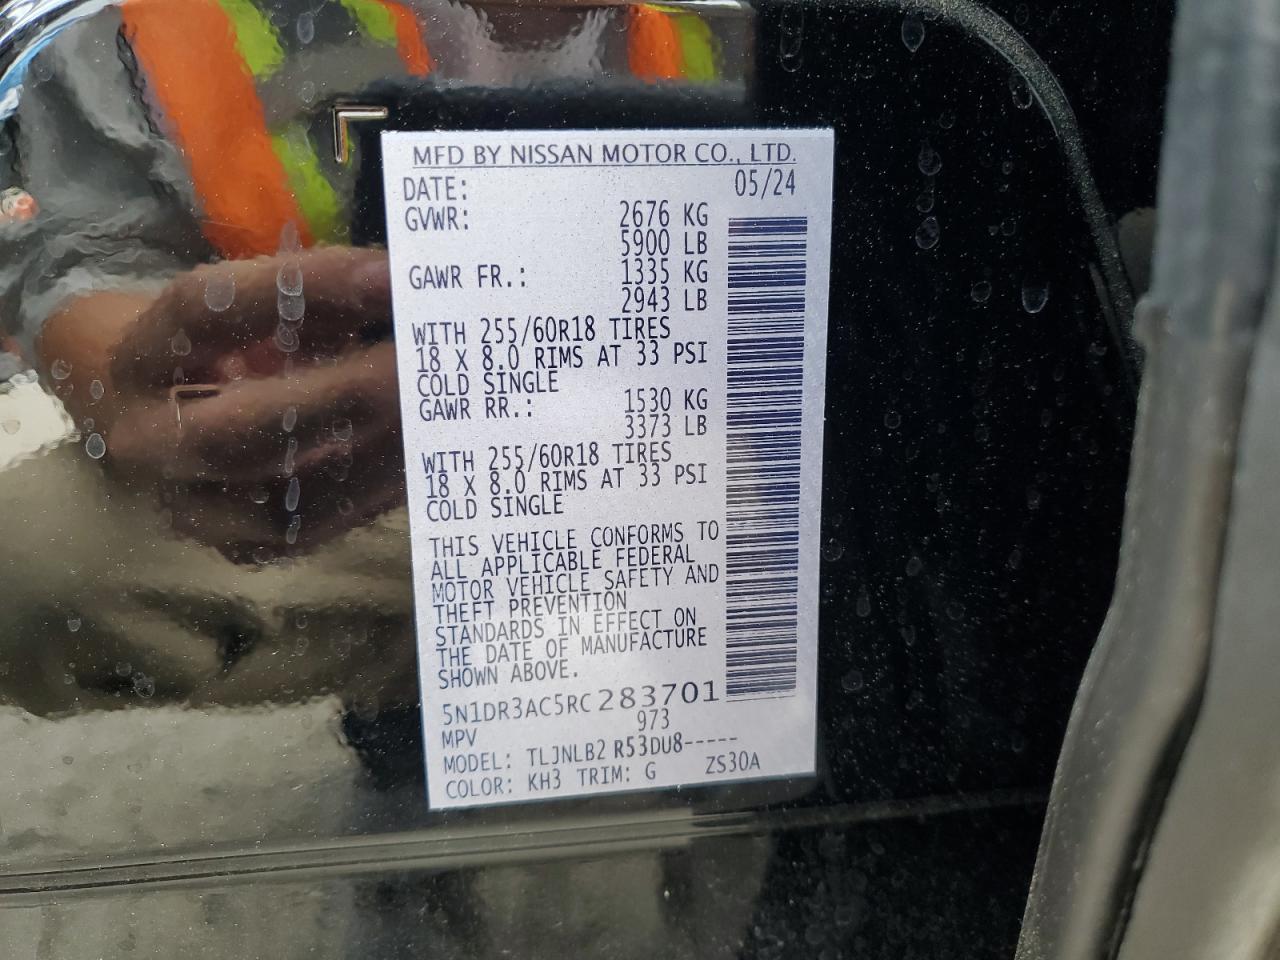 MFD BY NISSAN MOTOR CO., LTD.
DATE: 05/24
GVWR: 2676 KG
5900 LB
GAWR FR.: 1335 KG
2943 LB
WITH 255/60R18 TIRES
18 X 8.0 RIMS AT 33 PSI
COLD SINGLE
GAWR RR.: 1530 KG
3373 LB
WITH 255/60R18 TIRES
18 X 8.0 RIMS AT 33 PSI
COLD SINGLE
THIS VEHICLE CONFORMS TO
ALL APPLICABLE FEDERAL
MOTOR VEHICLE SAFETY AND
THEFT PREVENTION
STANDARDS IN EFFECT ON
THE DATE OF MANUFACTURE
SHOWN ABOVE.
5N1DR3AC5RC283701
MPV 973
MODEL: TLJNLB2 R53DU8-----
COLOR: KH3 TRIM: G ZS30A